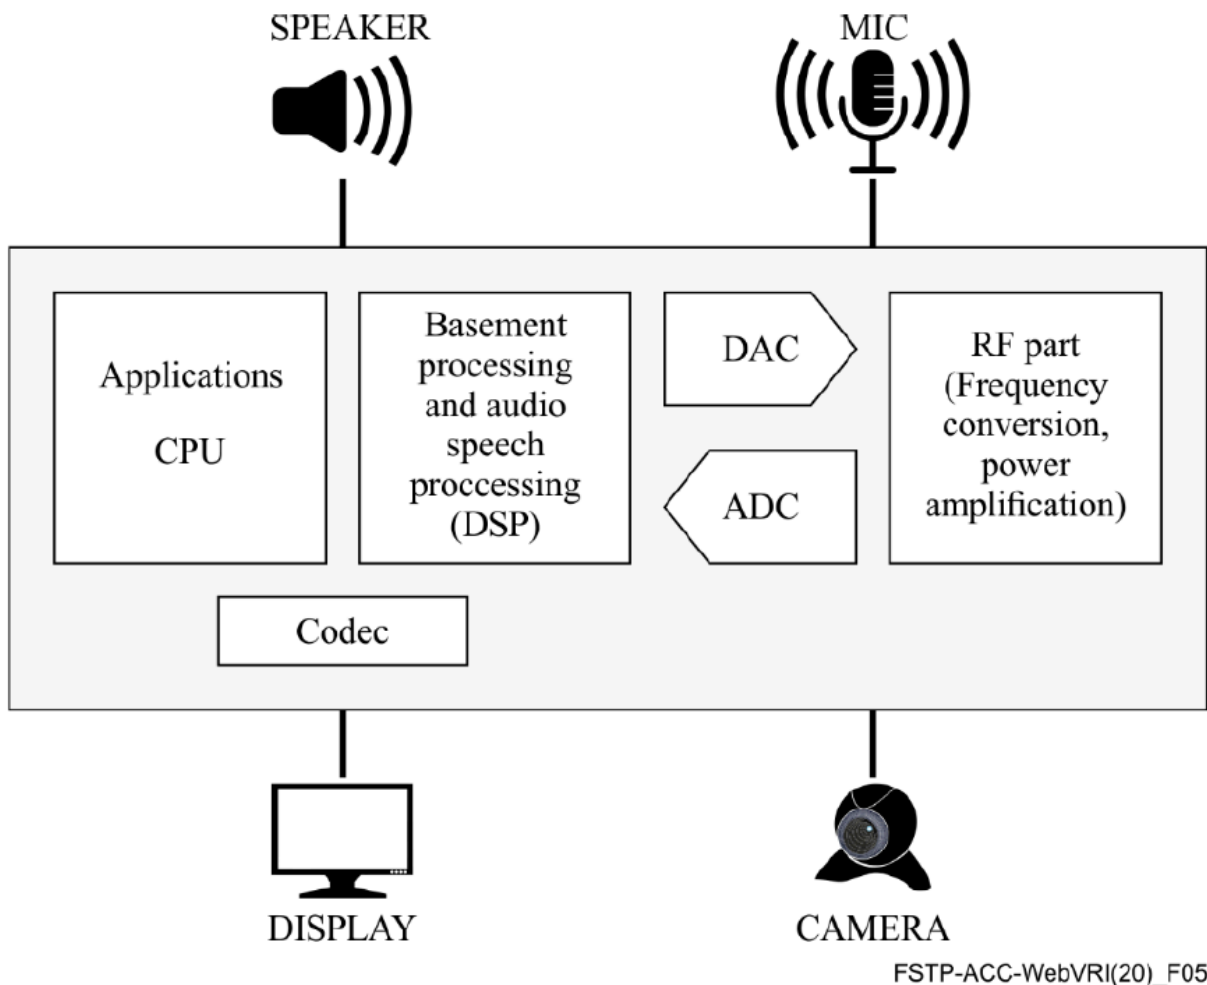 SPEAKER
MIC
Applications
CPU
Basement
processing
and audio
speech
proccessing
(DSP)
DAC
ADC
RF part
(Frequency
conversion,
power
amplification)
Codec
DISPLAY
CAMERA
FSTP-ACC-WebVRI(20)_F05